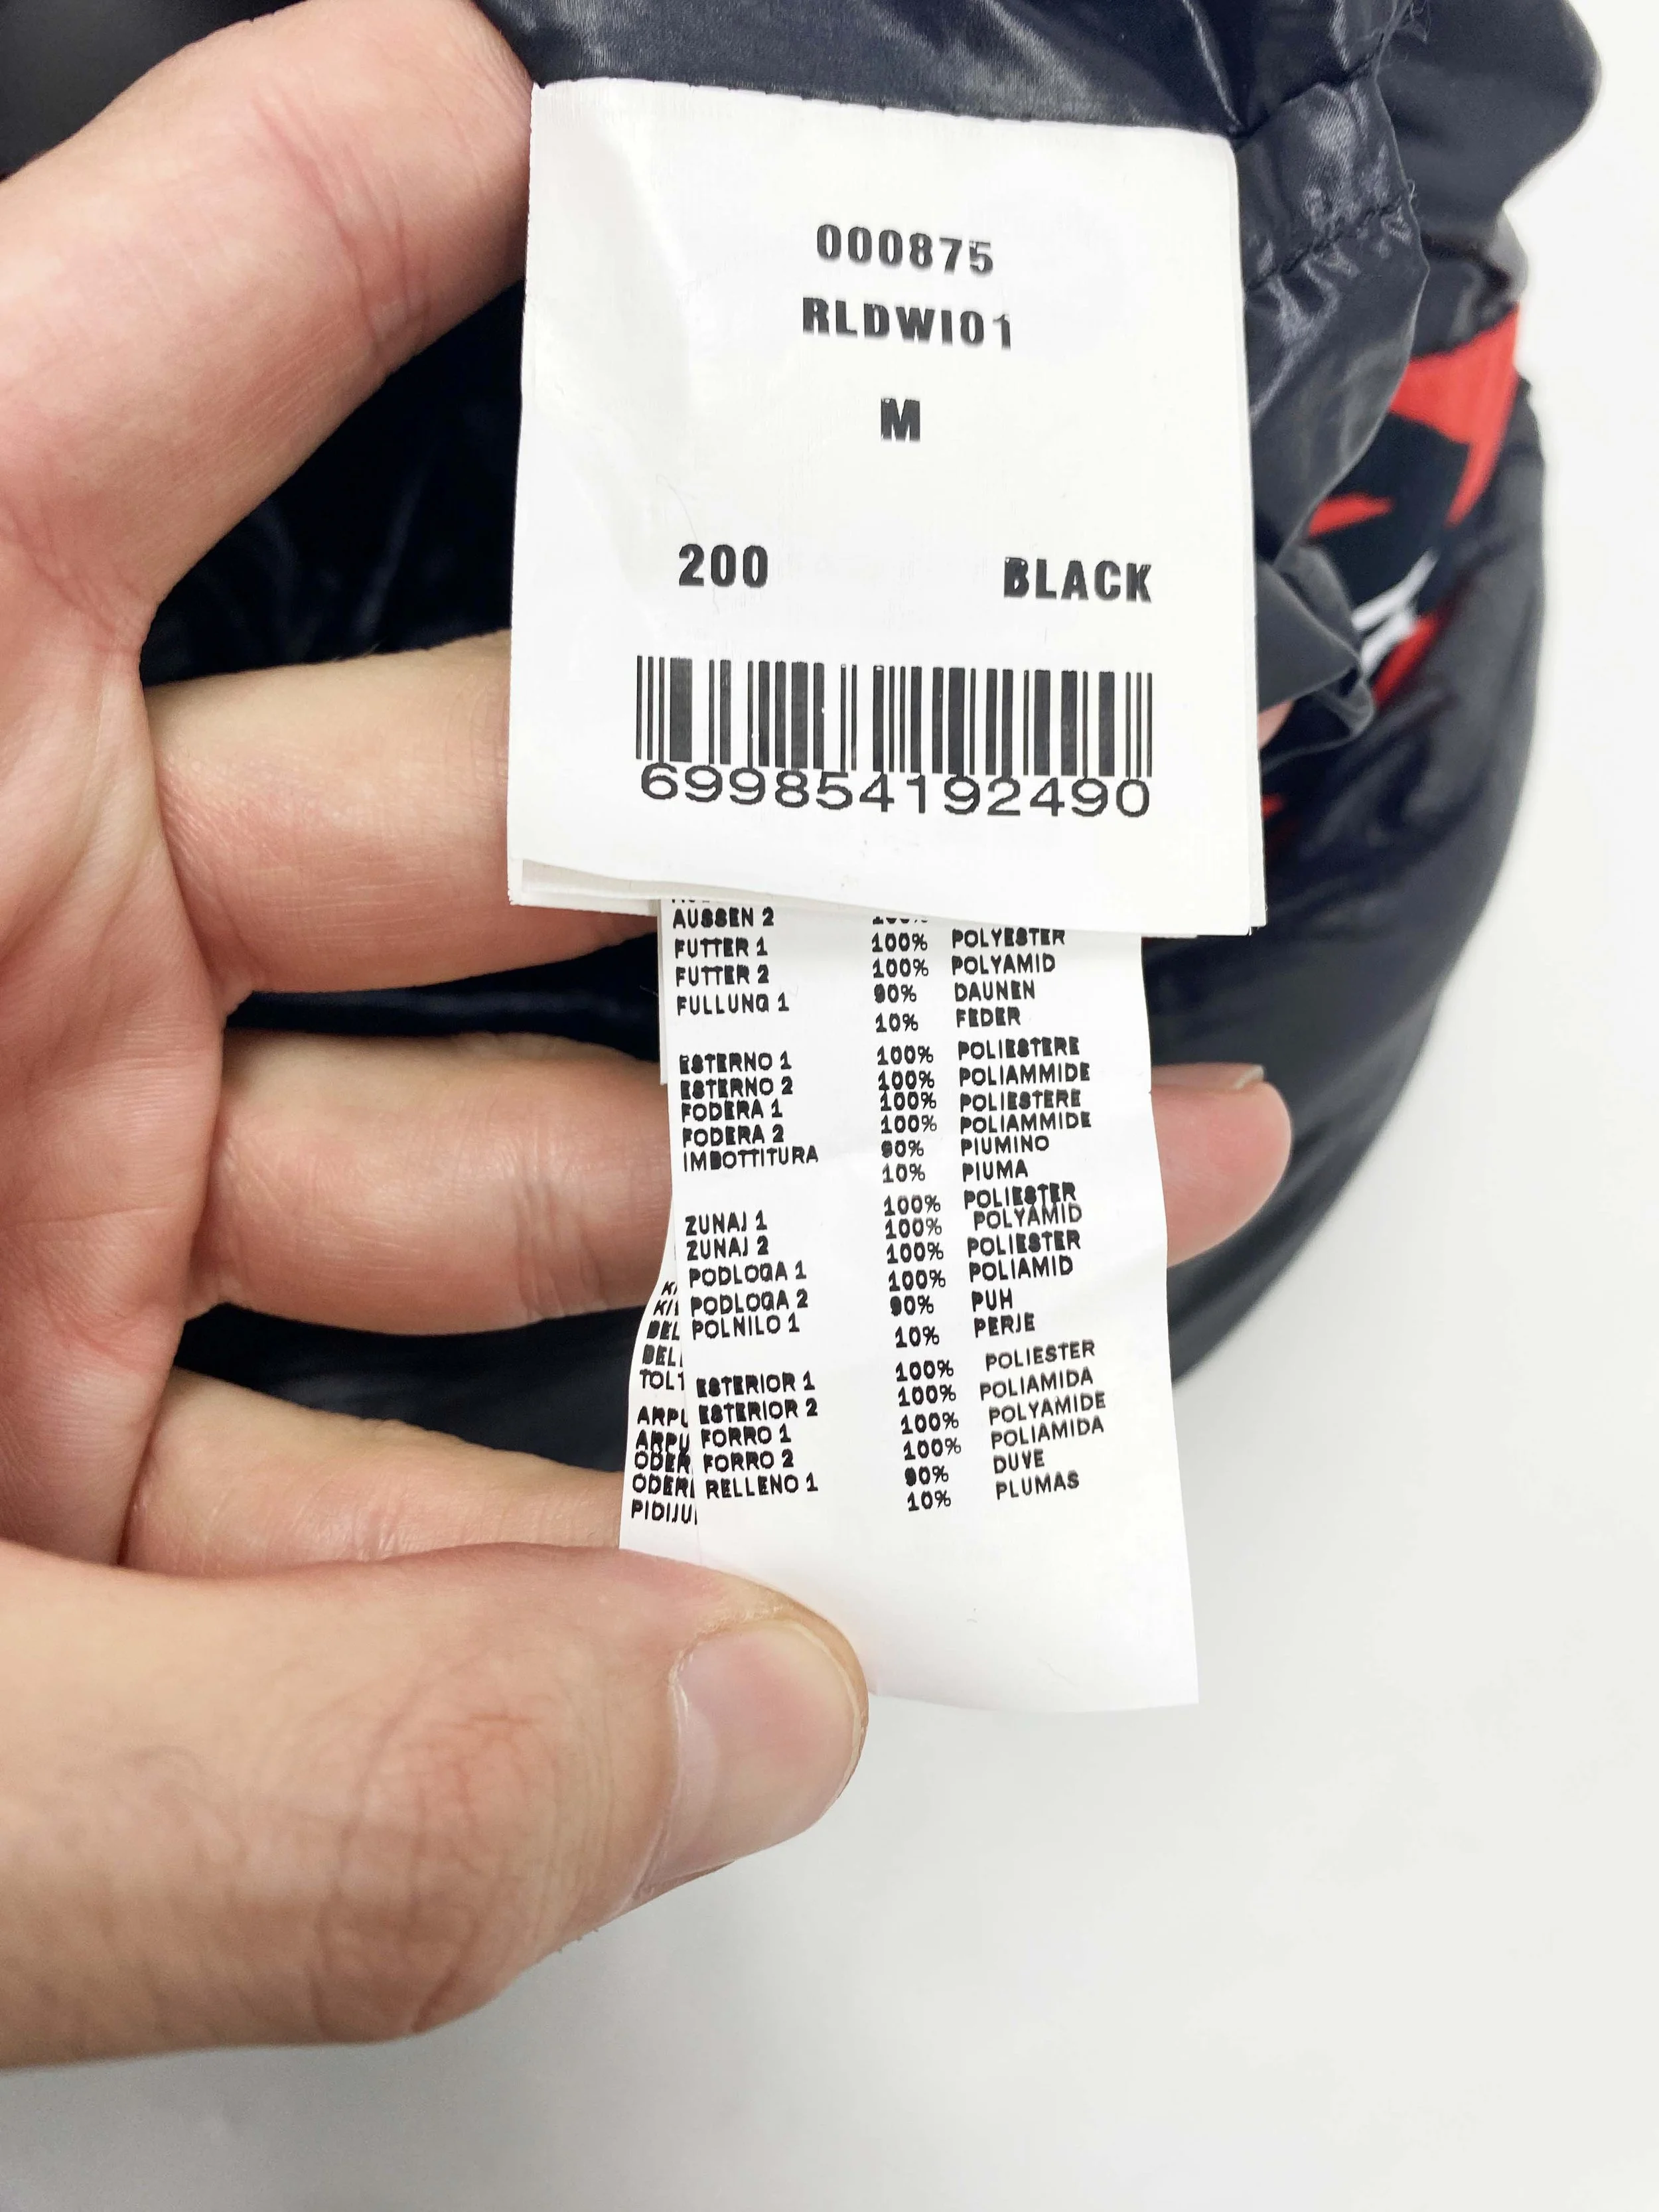 000875
RLDWI01
M
200 BLACK
699854192490
AUSSEN 2
FUTTER 1 100% POLYESTER
FUTTER 2 100% POLYAMID
FULLUNG 1 90% DAUNEN
10% FEDER
ESTERNO 1 100% POLIESTERE
ESTERNO 2 100% POLIAMMIDE
FODERA 1 100% POLIESTERE
FODERA 2 100% POLIAMMIDE
IMBOTTITURA 90% PIUMINO
10% PIUMA
ZUNAJ 1 100% POLIESTER
ZUNAJ 2 100% POLYAMID
PODLOGA 1 100% POLIESTER
PODLOGA 2 100% POLIAMID
POLNILO 1 90% PUH
10% PERJE
ESTERIOR 1 100% POLIESTER
ESTERIOR 2 100% POLIAMIDA
FORRO 1 100% POLYAMIDE
FORRO 2 100% POLIAMIDA
RELLENO 1 90% DUVE
10% PLUMAS